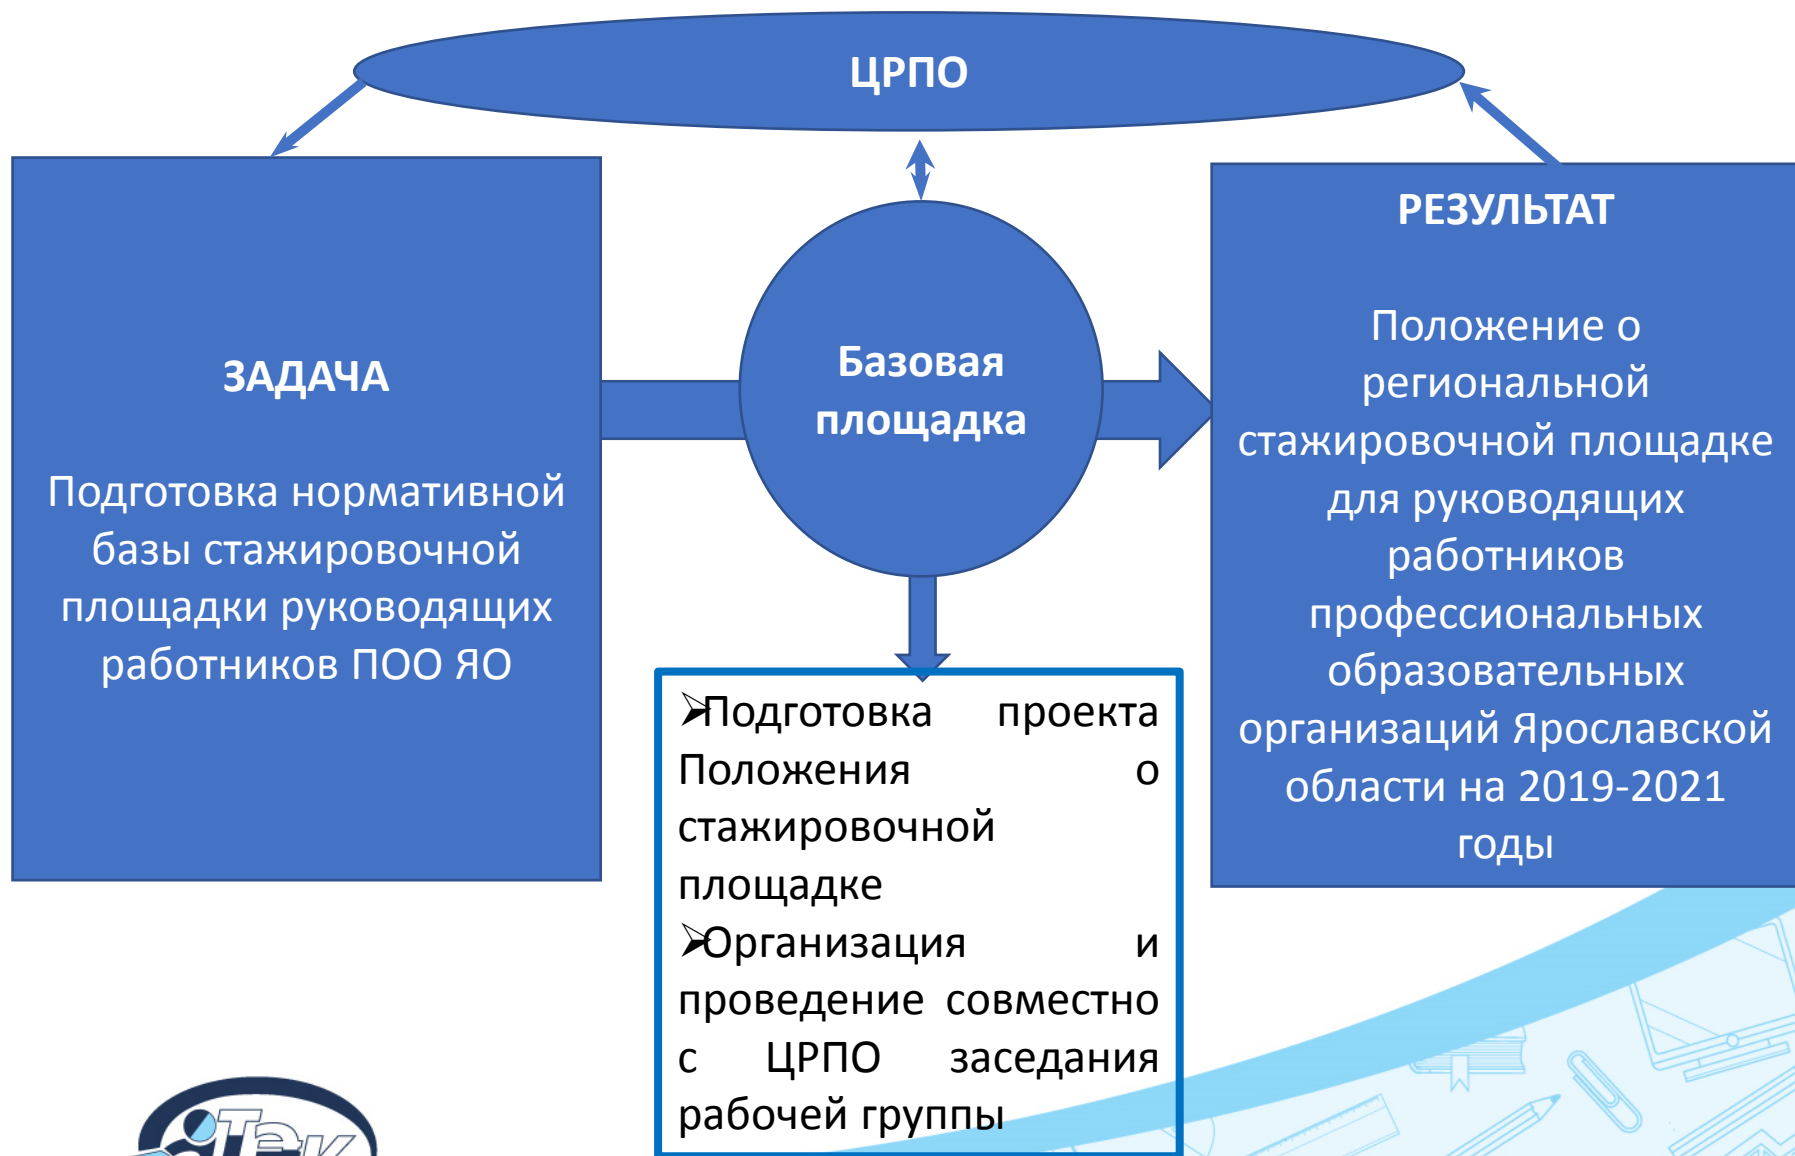 ЦРПО
ЗАДАЧА
Подготовка нормативной
базы стажировочной
площадки руководящих
работников ПОО ЯО
Базовая
площадка
РЕЗУЛЬТАТ
Положение о
региональной
стажировочной площадке
для руководящих
работников
профессиональных
образовательных
организаций Ярославской
области на 2019-2021
годы
➢Подготовка проекта
Положения о
стажировочной
площадке
➢Организация и
проведение совместно
с ЦРПО заседания
рабочей группы
ТЭК